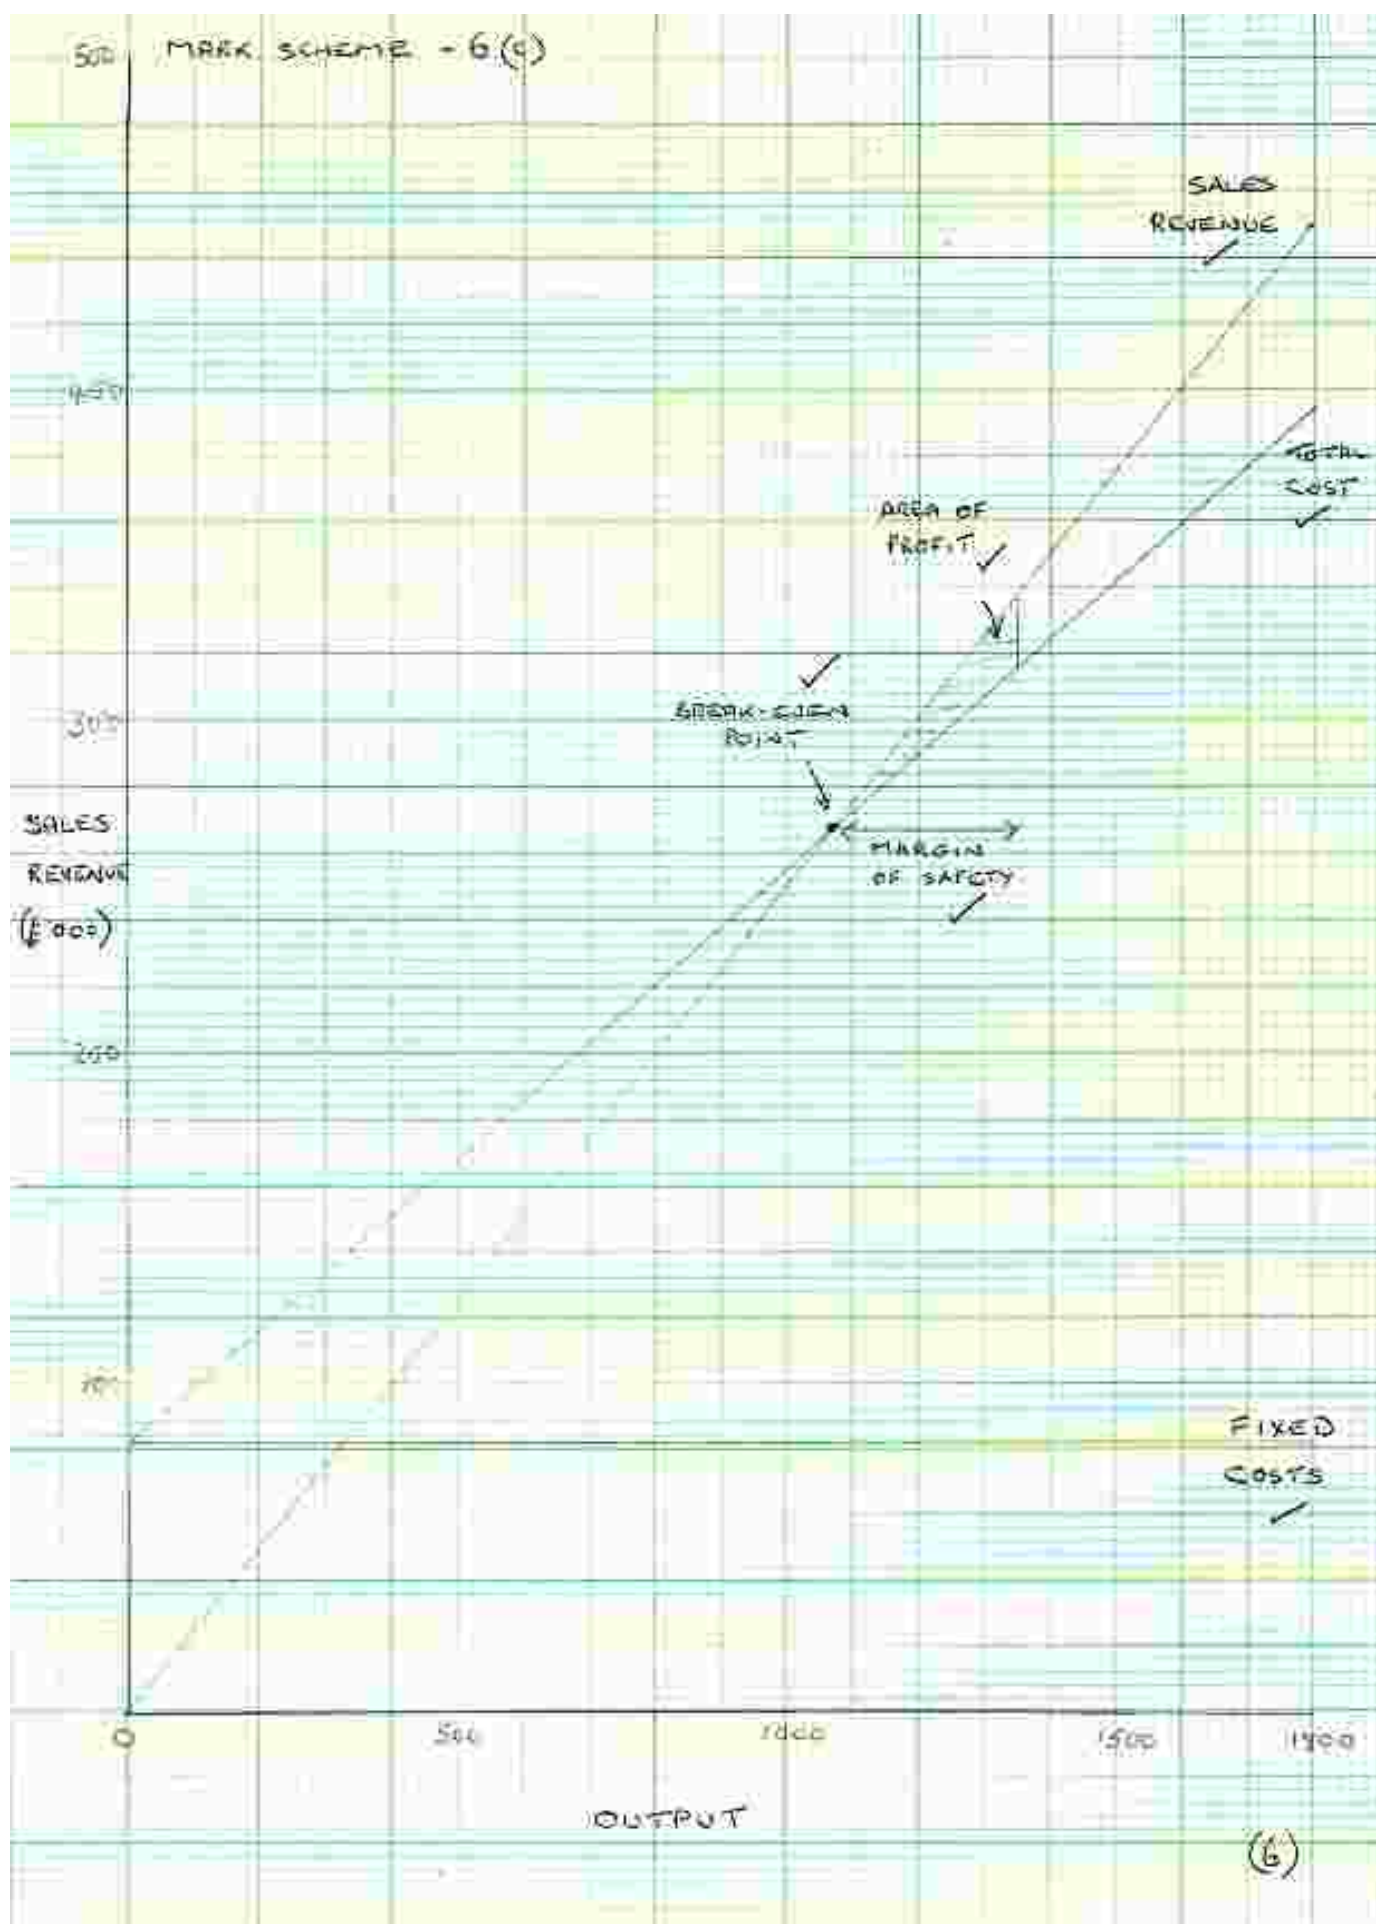 500 MARK SCHEME - 6(c)
SALES
REVENUE
400
TOTAL
COST
AREA OF
PROFIT
BREAK-EVEN
POINT
300
SALES
REVENUE
(£000)
MARGIN
OF SAFETY
200
100
FIXED
COSTS
0 500 1000 1500 1800
OUTPUT
(6)